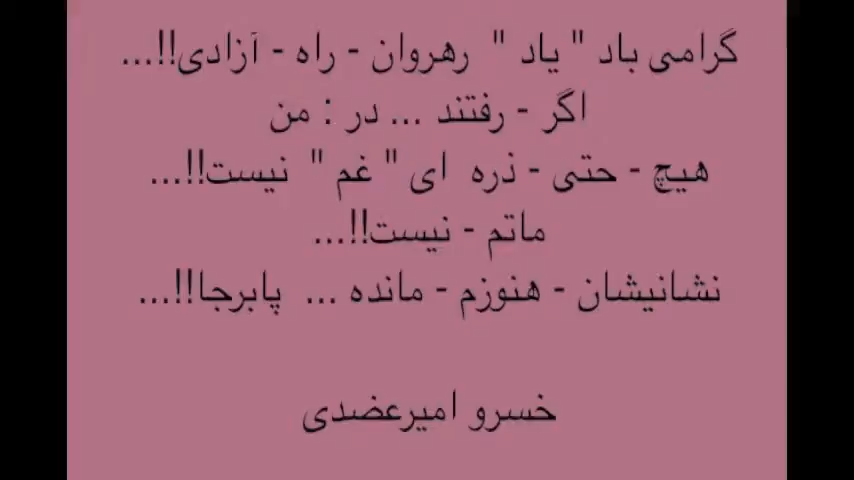 گرامی باد " یاد " رهروان - راه - آزادی!!...
اگر - رفتند ... در : من
هیچ - حتی - ذره ای " غم " نیست!!...
ماتم - نیست!!...
نشانیشان - هنوزم - مانده ... پابرجا!!...
خسرو امیرعضدی